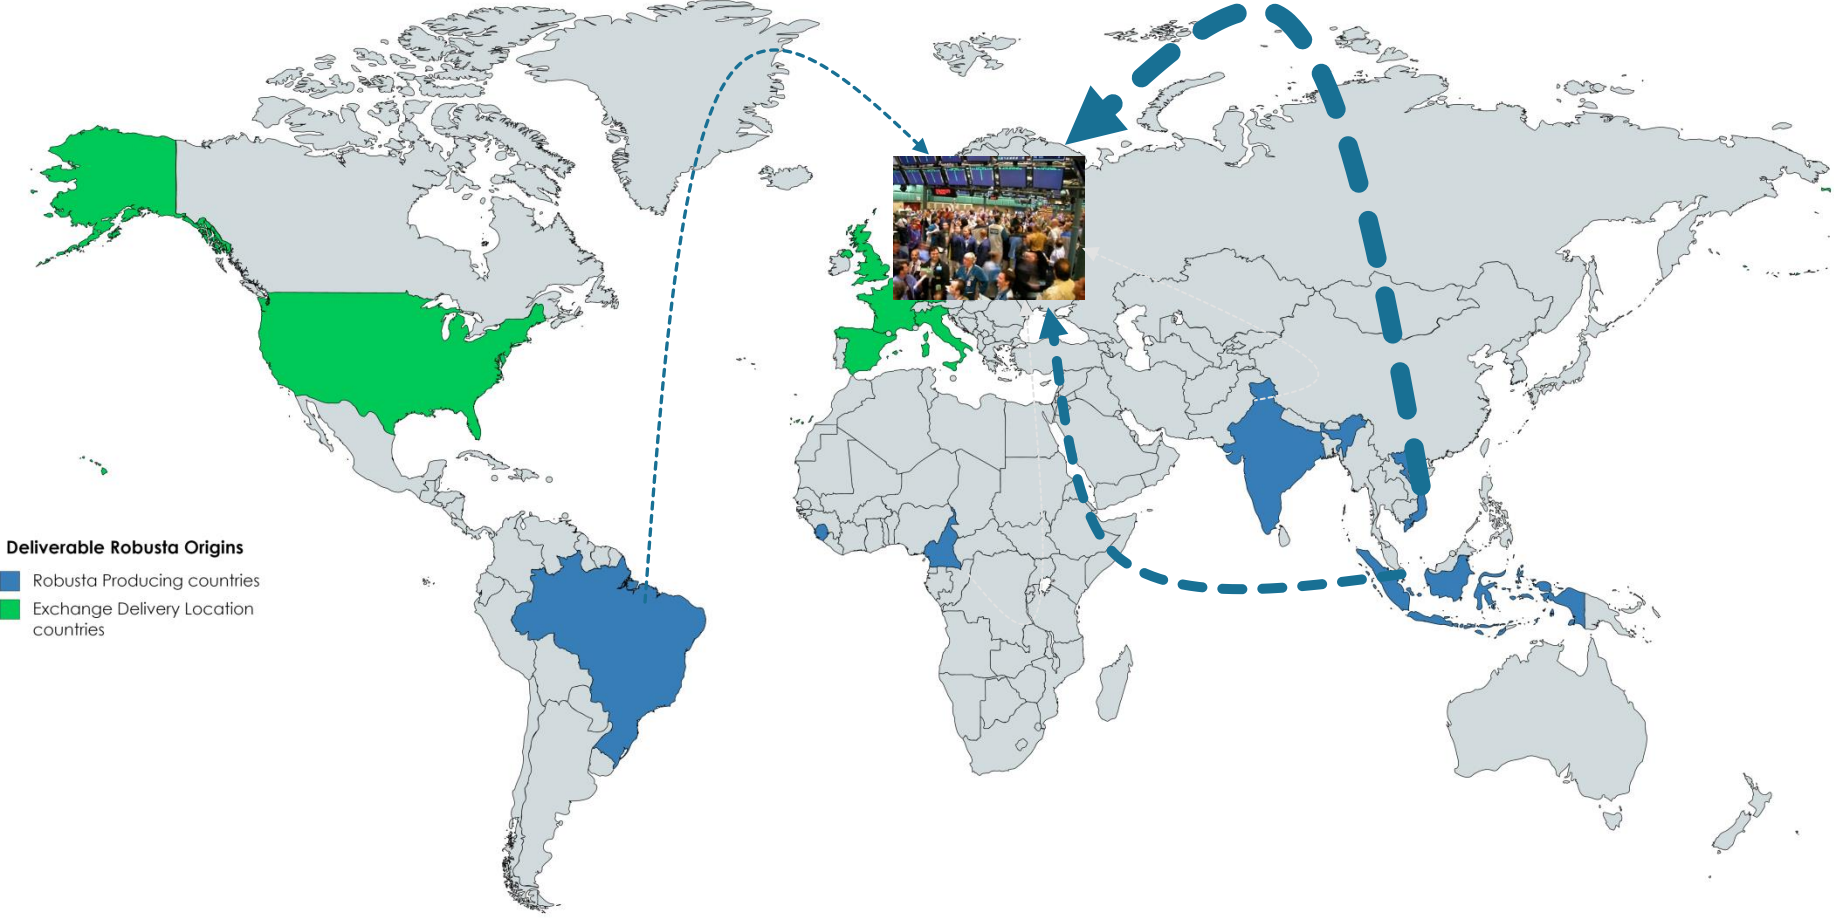 Deliverable Robusta Origins
Robusta Producing countries
Exchange Delivery Location
countries